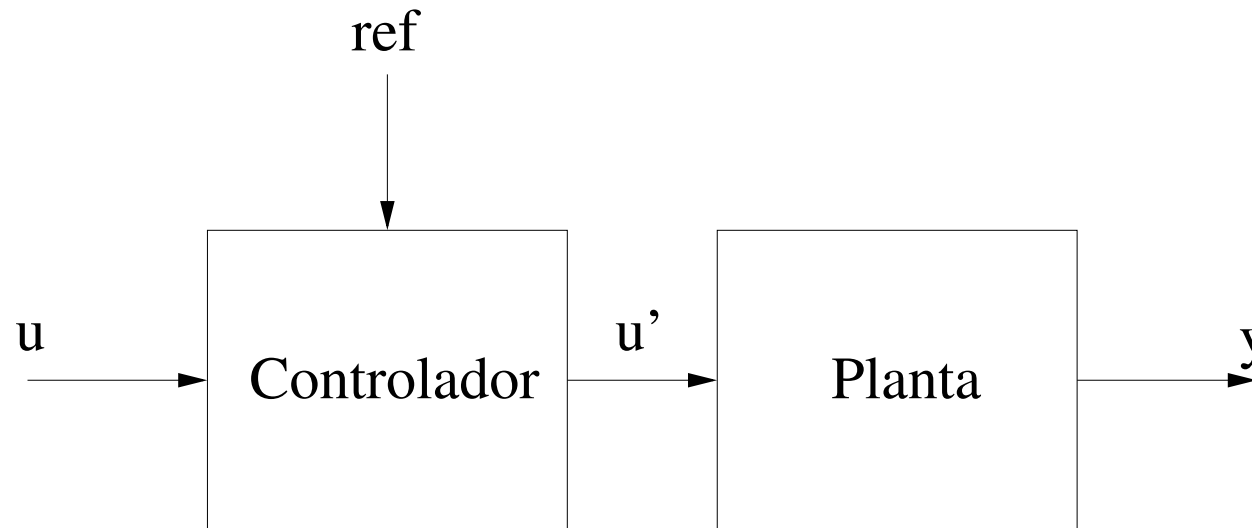 ref
u
u’
y
Controlador
Planta